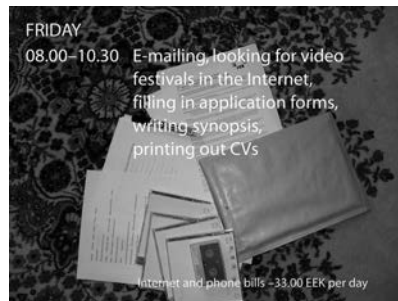 FRIDAY
08.00–10.30 E-mailing, looking for video
festivals in the Internet,
filling in application forms,
writing synopsis,
printing out CVs
Internet and phone bills –33.00 EEK per day